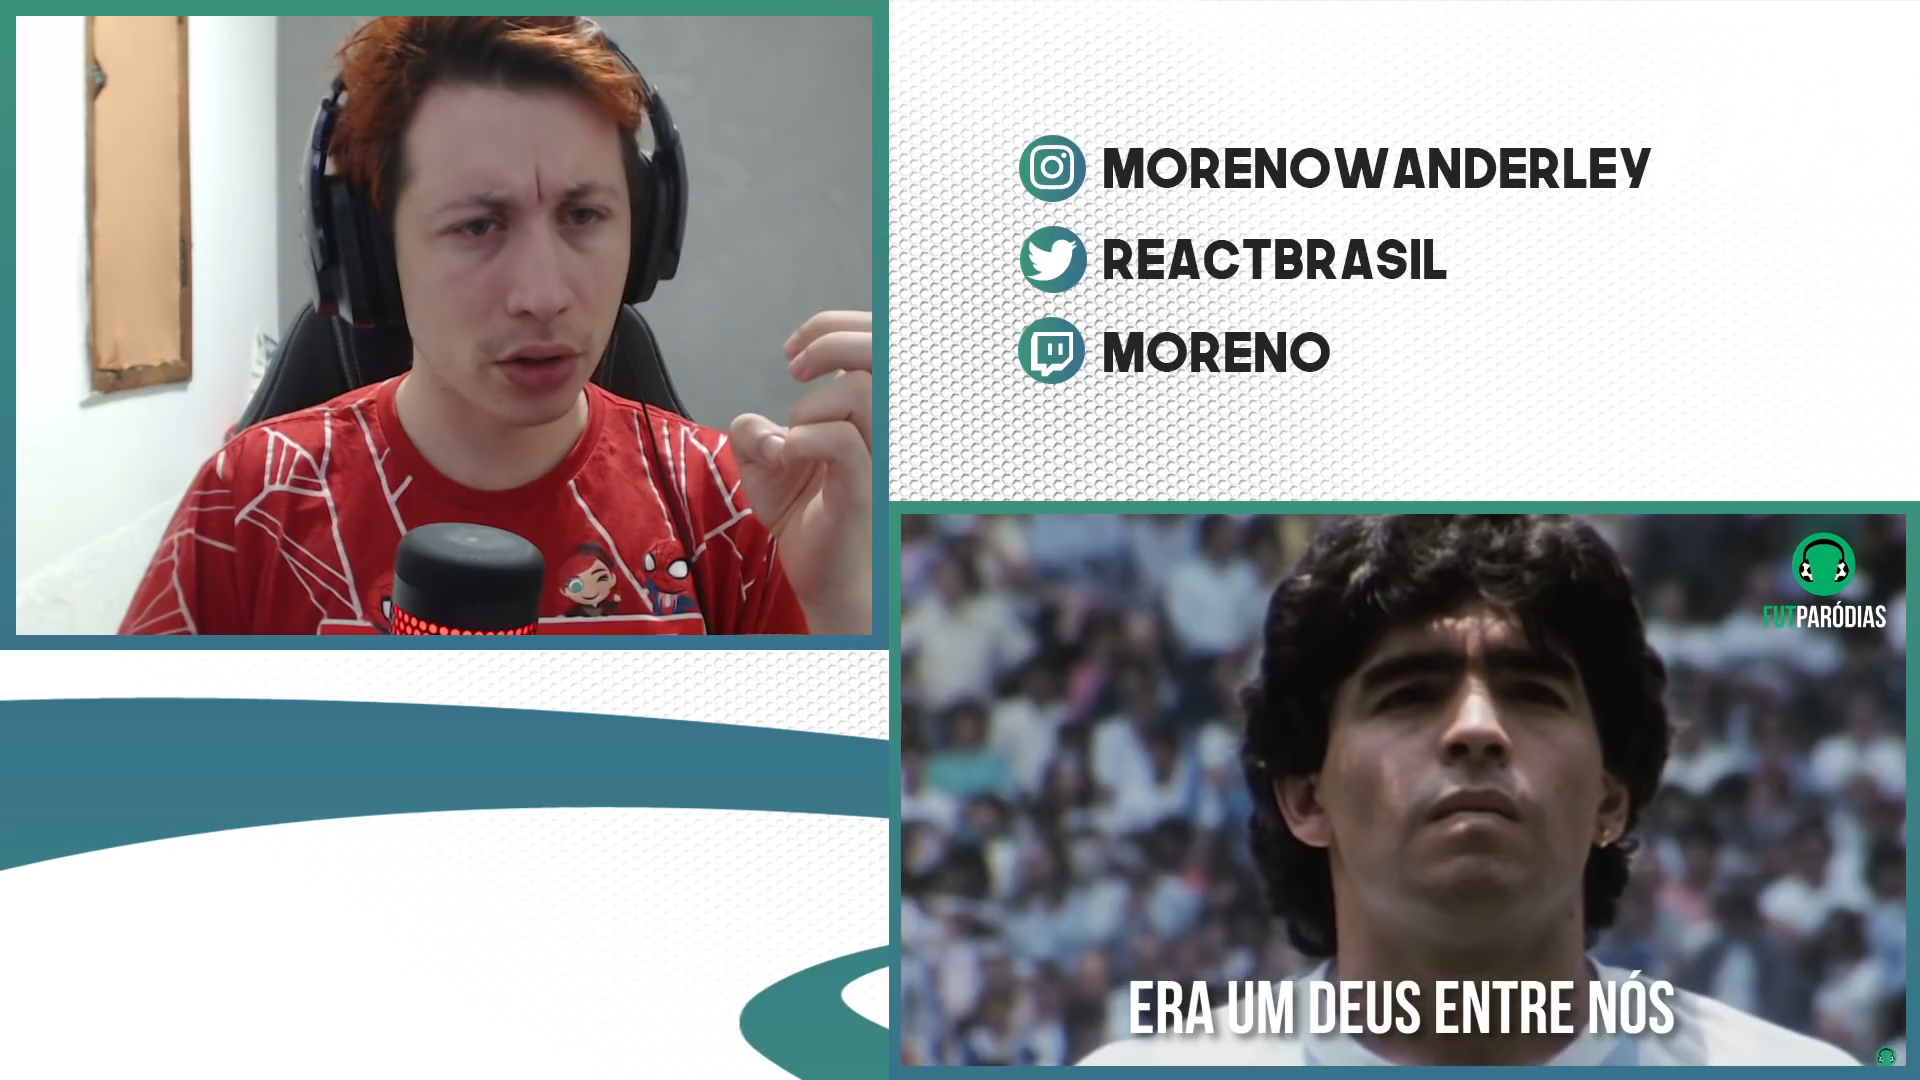 MORENOWANDERLEY
REACTBRASIL
MORENO
FUTPARÓDIAS
ERA UM DEUS ENTRE NÓS